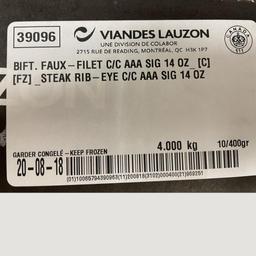 39096
VIANDES LAUZON
UNE DIVISION DE COLABOR
2715 RUE DE READING, MONTRÉAL, QC H3K 1P7
CANADA
BIFT. FAUX-FILET C/C AAA SIG 14 OZ_ [C]
[FZ] _STEAK RIB-EYE C/C AAA SIG 14 OZ
4.000 kg
10/400gr
GARDER CONGELÉ-KEEP FROZEN
20-08-18